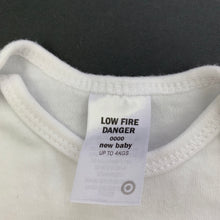 LOW FIRE
DANGER
0000
new baby
UP TO 4KGS